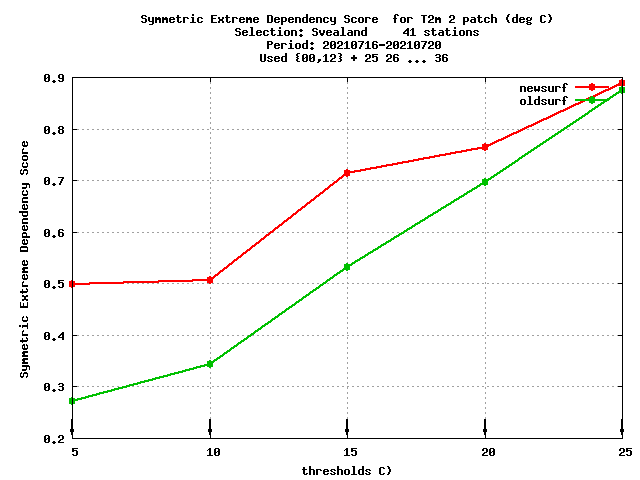 Symmetric Extreme Dependency Score  for T2m 2 patch (deg C)
Selection: Svealand     41 stations
Period: 20210716-20210720
Used {00,12} + 25 26 ... 36
newsurf
oldsurf
Symmetric Extreme Dependency Score
0.9
0.8
0.7
0.6
0.5
0.4
0.3
0.2
5 10 15 20 25
thresholds C)